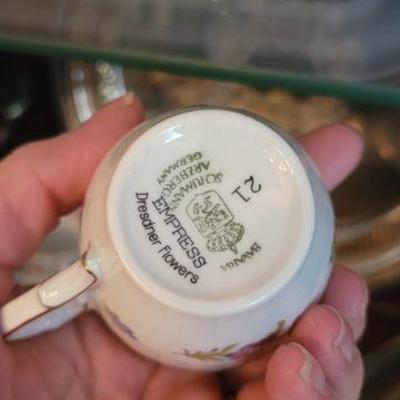 SCHUMANN
ARZBERG
GERMANY
21
BAVARIA
EMPRESS
Dresdner flowers